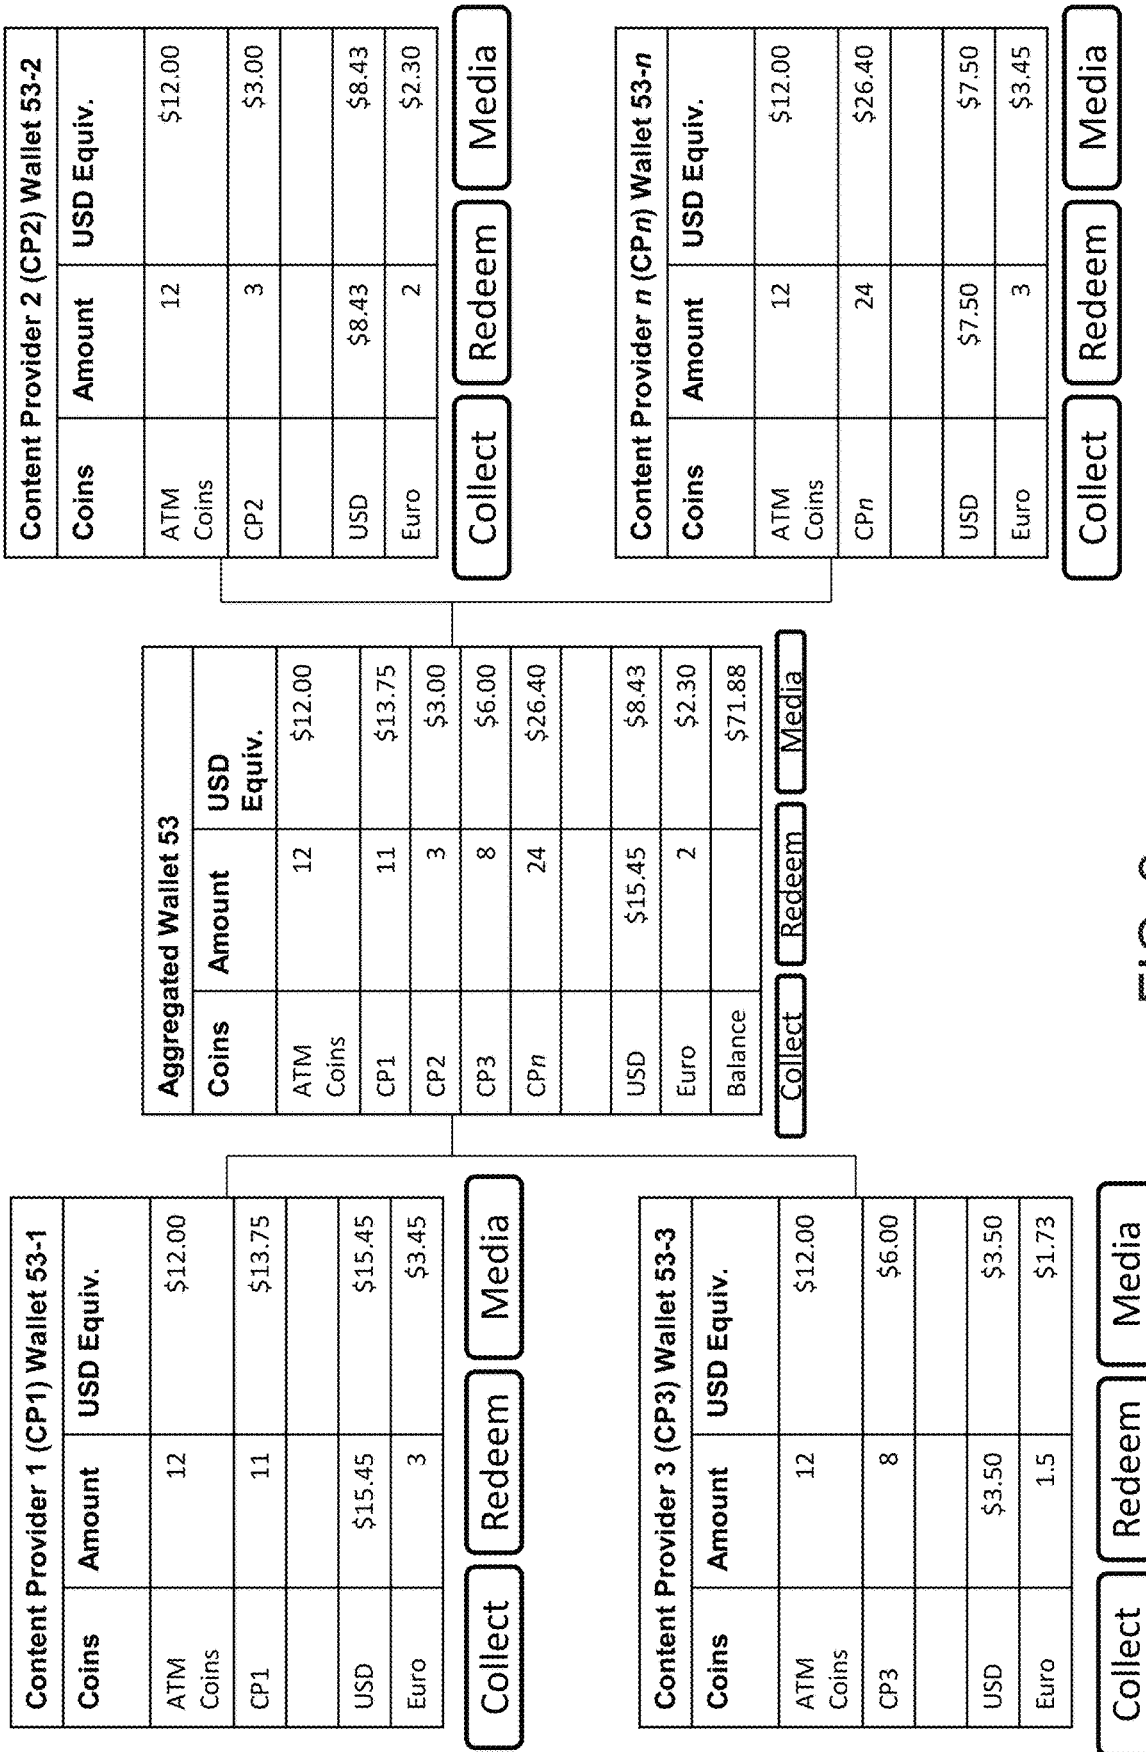 Content Provider 1 (CP1) Wallet 53-1
Coins Amount USD Equiv.
ATM Coins 12 $12.00
CP1 11 $13.75
USD $15.45 $15.45
Euro 3 $3.45
Collect Redeem Media
Content Provider 3 (CP3) Wallet 53-3
Coins Amount USD Equiv.
ATM Coins 12 $12.00
CP3 8 $6.00
USD $3.50 $3.50
Euro 1.5 $1.73
Collect Redeem Media
Aggregated Wallet 53
Coins Amount USD Equiv.
ATM Coins 12 $12.00
CP1 11 $13.75
CP2 3 $3.00
CP3 8 $6.00
CPn 24 $26.40
USD $15.45 $8.43
Euro 2 $2.30
Balance $71.88
Collect Redeem Media
Content Provider 2 (CP2) Wallet 53-2
Coins Amount USD Equiv.
ATM Coins 12 $12.00
CP2 3 $3.00
USD $8.43 $8.43
Euro 2 $2.30
Collect Redeem Media
Content Provider n (CPn) Wallet 53-n
Coins Amount USD Equiv.
ATM Coins 12 $12.00
CPn 24 $26.40
USD $7.50 $7.50
Euro 3 $3.45
Collect Redeem Media